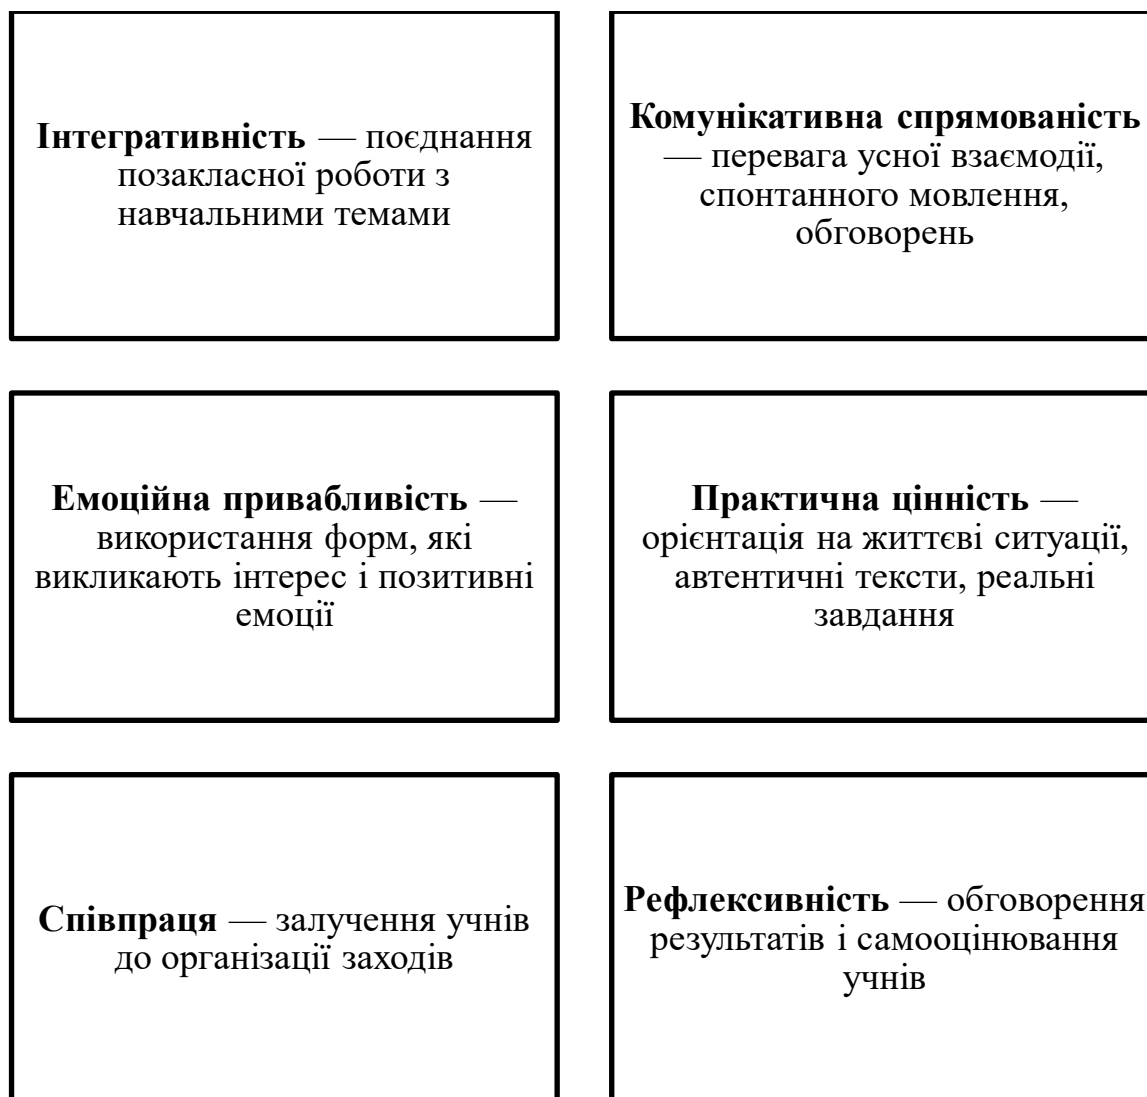 Інтегративність — поєднання
позакласної роботи з
навчальними темами
Комунікативна спрямованість
— перевага усної взаємодії,
спонтанного мовлення,
обговорень
Емоційна привабливість —
використання форм, які
викликають інтерес і позитивні
емоції
Практична цінність —
орієнтація на життєві ситуації,
автентичні тексти, реальні
завдання
Співпраця — залучення учнів
до організації заходів
Рефлексивність — обговорення
результатів і самооцінювання
учнів